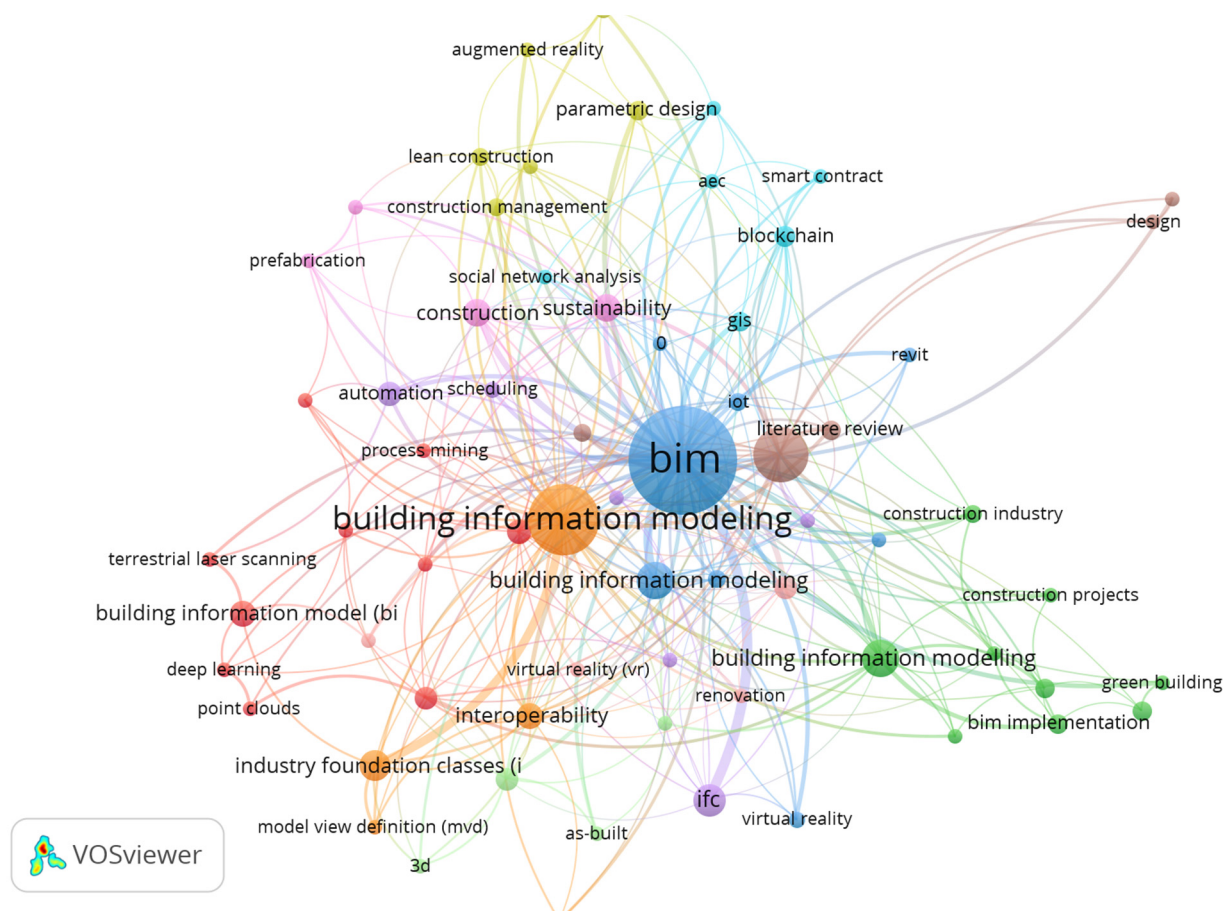 augmented reality
parametric design
lean construction
smart contract
aec
construction management
design
blockchain
prefabrication
social network analysis
sustainability
construction
gis
0
revit
automation
scheduling
iot
literature review
bim
process mining
construction industry
building information modeling
terrestrial laser scanning
building information modeling
construction projects
building information model (bi
building information modelling
deep learning
virtual reality (vr)
green building
renovation
point clouds
interoperability
bim implementation
industry foundation classes (i
ifc
virtual reality
model view definition (mvd)
as-built
VOSviewer
3d